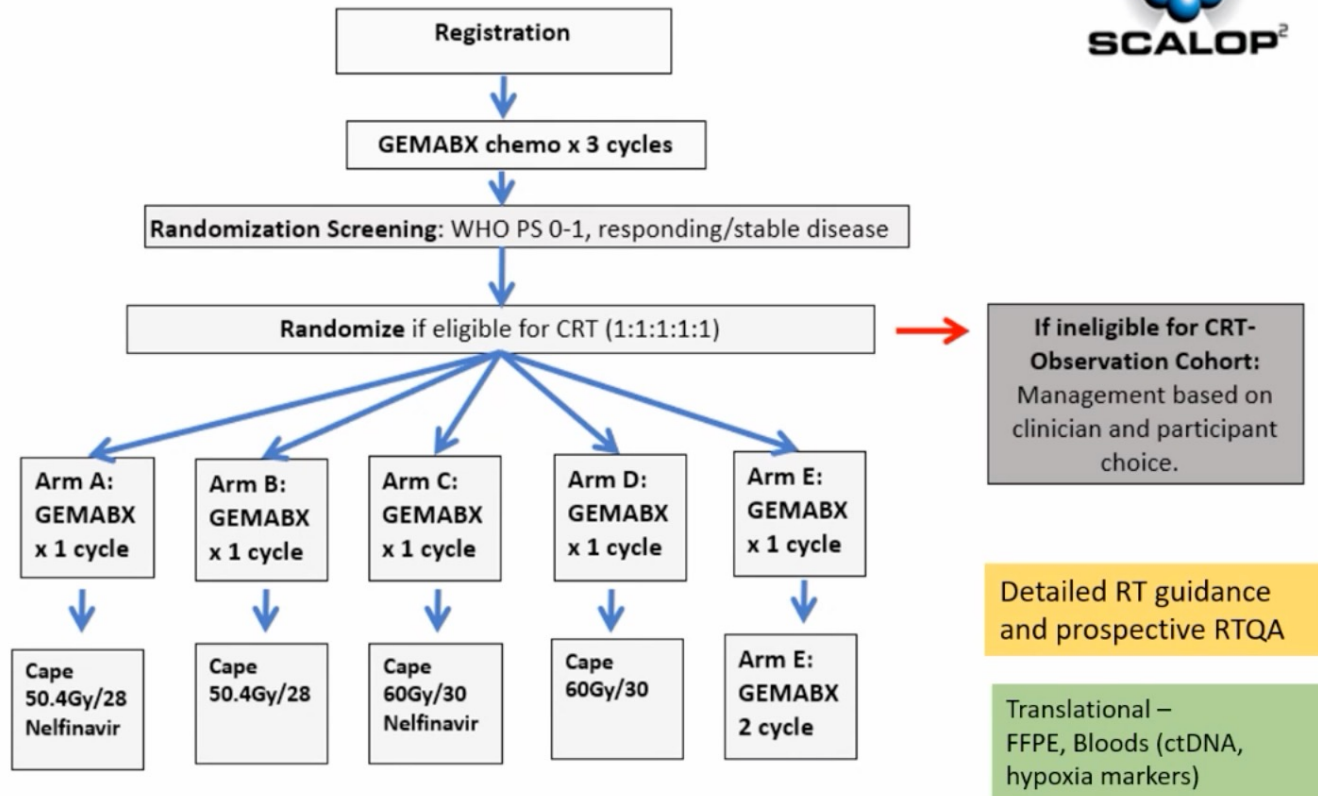 SCALOP²
Registration
GEMABX chemo x 3 cycles
Randomization Screening: WHO PS 0-1, responding/stable disease
Randomize if eligible for CRT (1:1:1:1:1)
If ineligible for CRT-
Observation Cohort:
Management based on
clinician and participant
choice.
Arm A:
GEMABX
x 1 cycle
Arm B:
GEMABX
x 1 cycle
Arm C:
GEMABX
x 1 cycle
Arm D:
GEMABX
x 1 cycle
Arm E:
GEMABX
x 1 cycle
Cape
50.4Gy/28
Nelfinavir
Cape
50.4Gy/28
Cape
60Gy/30
Nelfinavir
Cape
60Gy/30
Arm E:
GEMABX
2 cycle
Detailed RT guidance
and prospective RTQA
Translational –
FFPE, Bloods (ctDNA,
hypoxia markers)